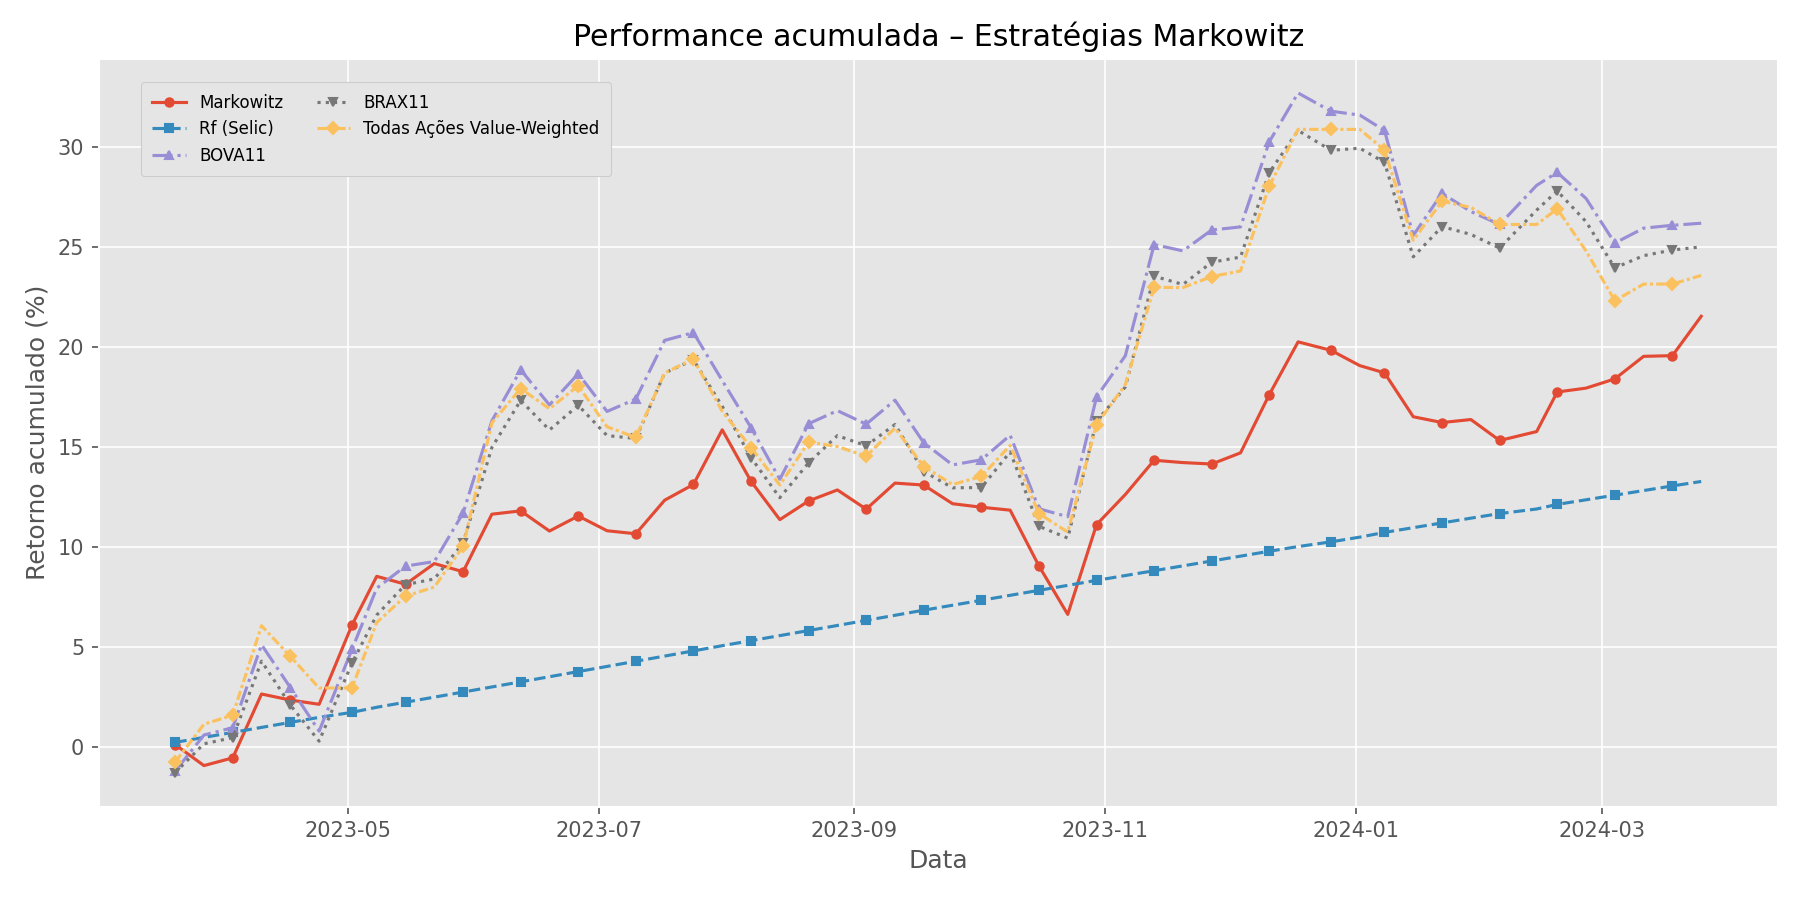 Performance acumulada – Estratégias Markowitz
Markowitz
Rf (Selic)
BOVA11
BRAX11
Todas Ações Value-Weighted
Retorno acumulado (%)
30
25
20
15
10
5
0
2023-05
2023-07
2023-09
2023-11
2024-01
2024-03
Data